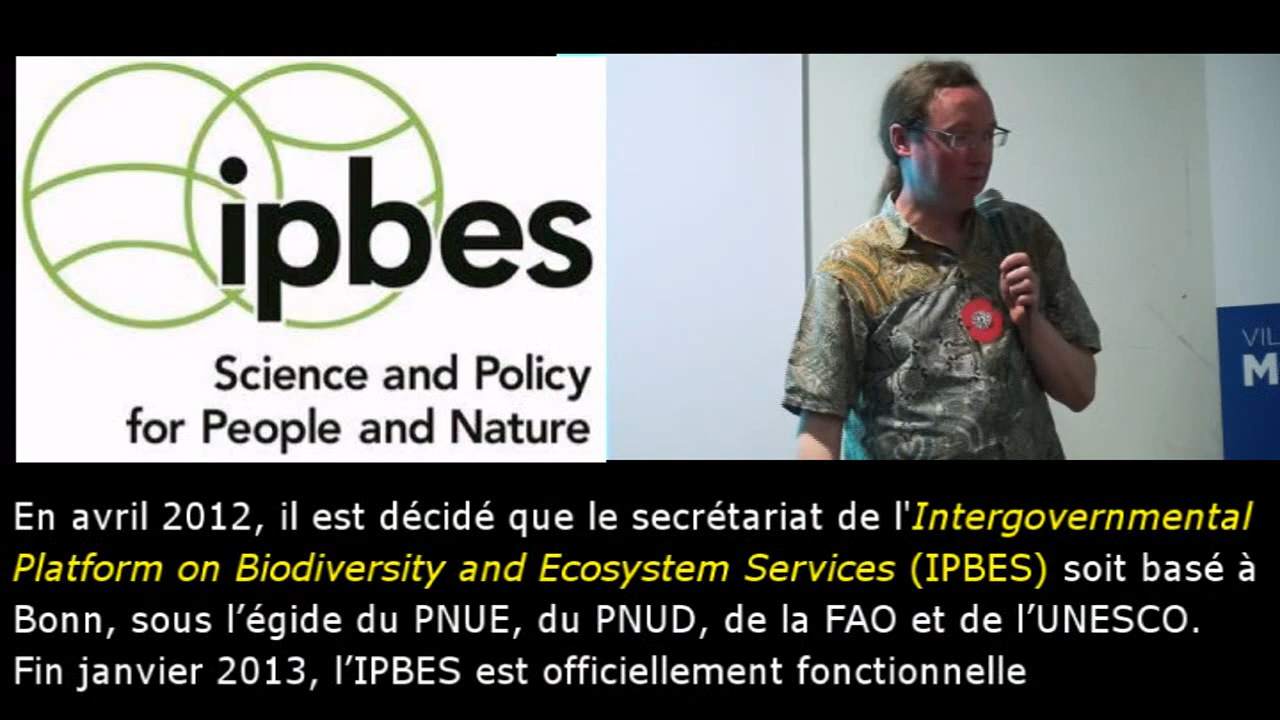 ipbes
Science and Policy
for People and Nature
VIL
M
En avril 2012, il est décidé que le secrétariat de l'Intergovernmental
Platform on Biodiversity and Ecosystem Services (IPBES) soit basé à
Bonn, sous l’égide du PNUE, du PNUD, de la FAO et de l’UNESCO.
Fin janvier 2013, l’IPBES est officiellement fonctionnelle